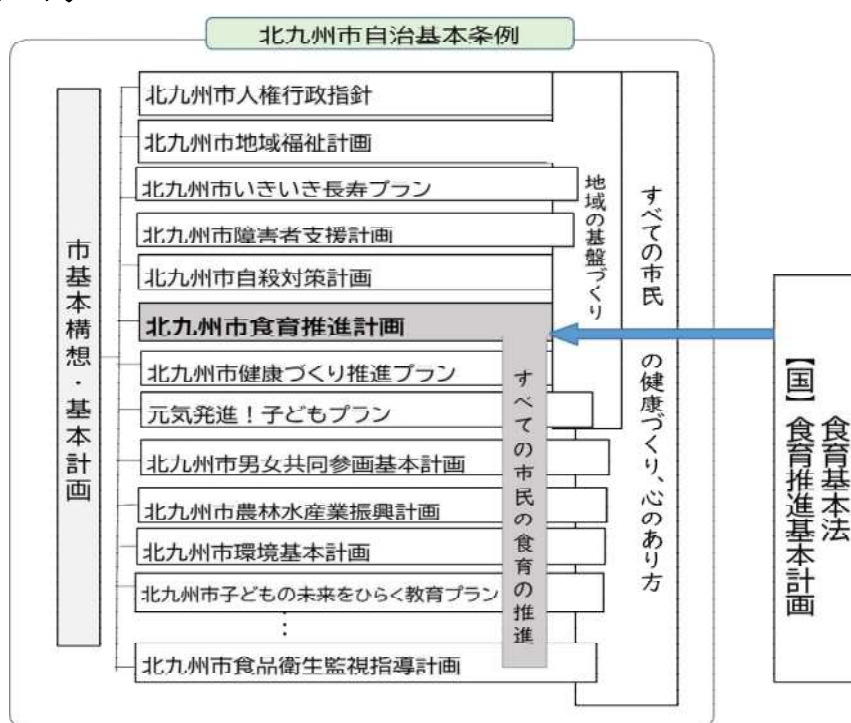 北九州市自治基本条例
市基本構想・基本計画
北九州市人権行政指針
北九州市地域福祉計画
北九州市いきいき長寿プラン
北九州市障害者支援計画
北九州市自殺対策計画
北九州市食育推進計画
北九州市健康づくり推進プラン
元気発進！子どもプラン
北九州市男女共同参画基本計画
北九州市農林水産業振興計画
北九州市環境基本計画
北九州市子どもの未来をひらく教育プラン
⋮
北九州市食品衛生監視指導計画
すべての市民の食育の推進
地域の基盤づくり
すべての市民　の健康づくり、心のあり方
食育基本法
【国】食育推進基本計画